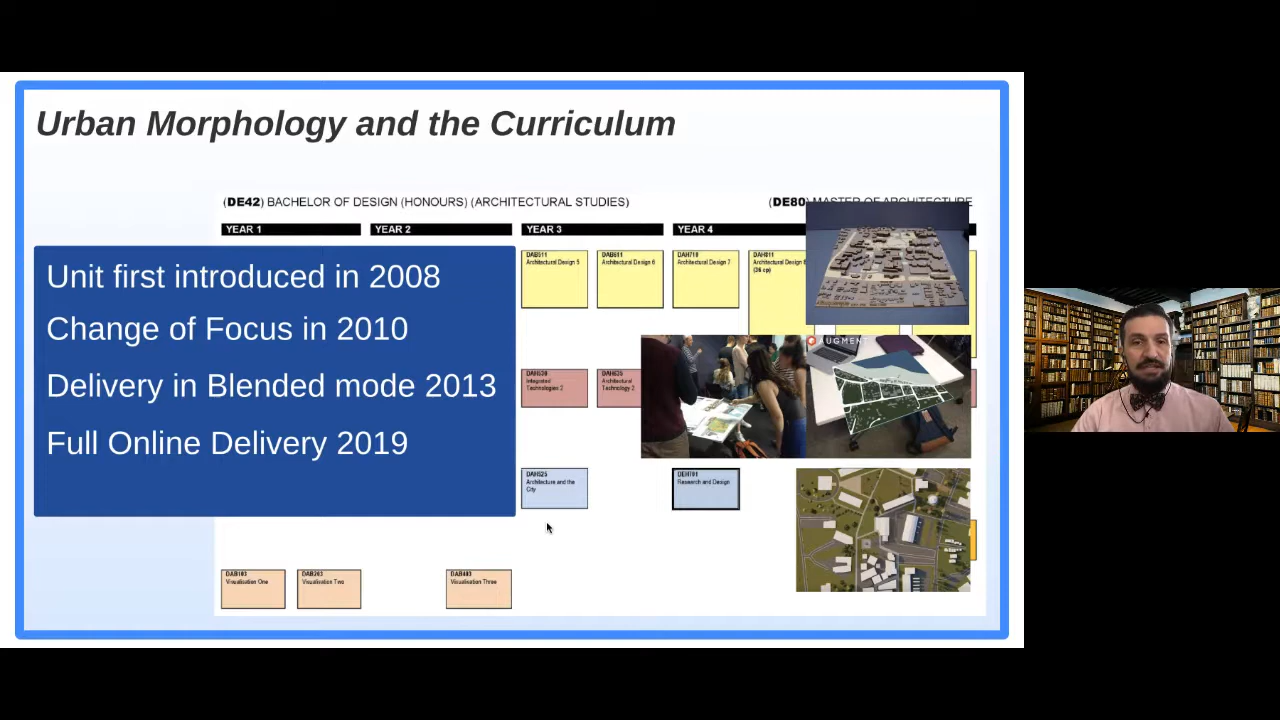 Urban Morphology and the Curriculum
(DE42) BACHELOR OF DESIGN (HONOURS) (ARCHITECTURAL STUDIES)
(DE80) MASTER OF ARCHITECTURE
YEAR 1
YEAR 2
YEAR 3
YEAR 4
Unit first introduced in 2008
Change of Focus in 2010
Delivery in Blended mode 2013
Full Online Delivery 2019
DAB511
Architectural Design 5
DAB611
Architectural Design 6
DAH710
Architectural Design 7
DAH811
Architectural Design 8
(36 cp)
AUGMENT
Integrated
Technologies 2
DAH635
Architectural
Technology 2
DAH525
Architecture and the
City
DEH701
Research and Design
DAB103
Visualisation One
DAB203
Visualisation Two
DAB403
Visualisation Three